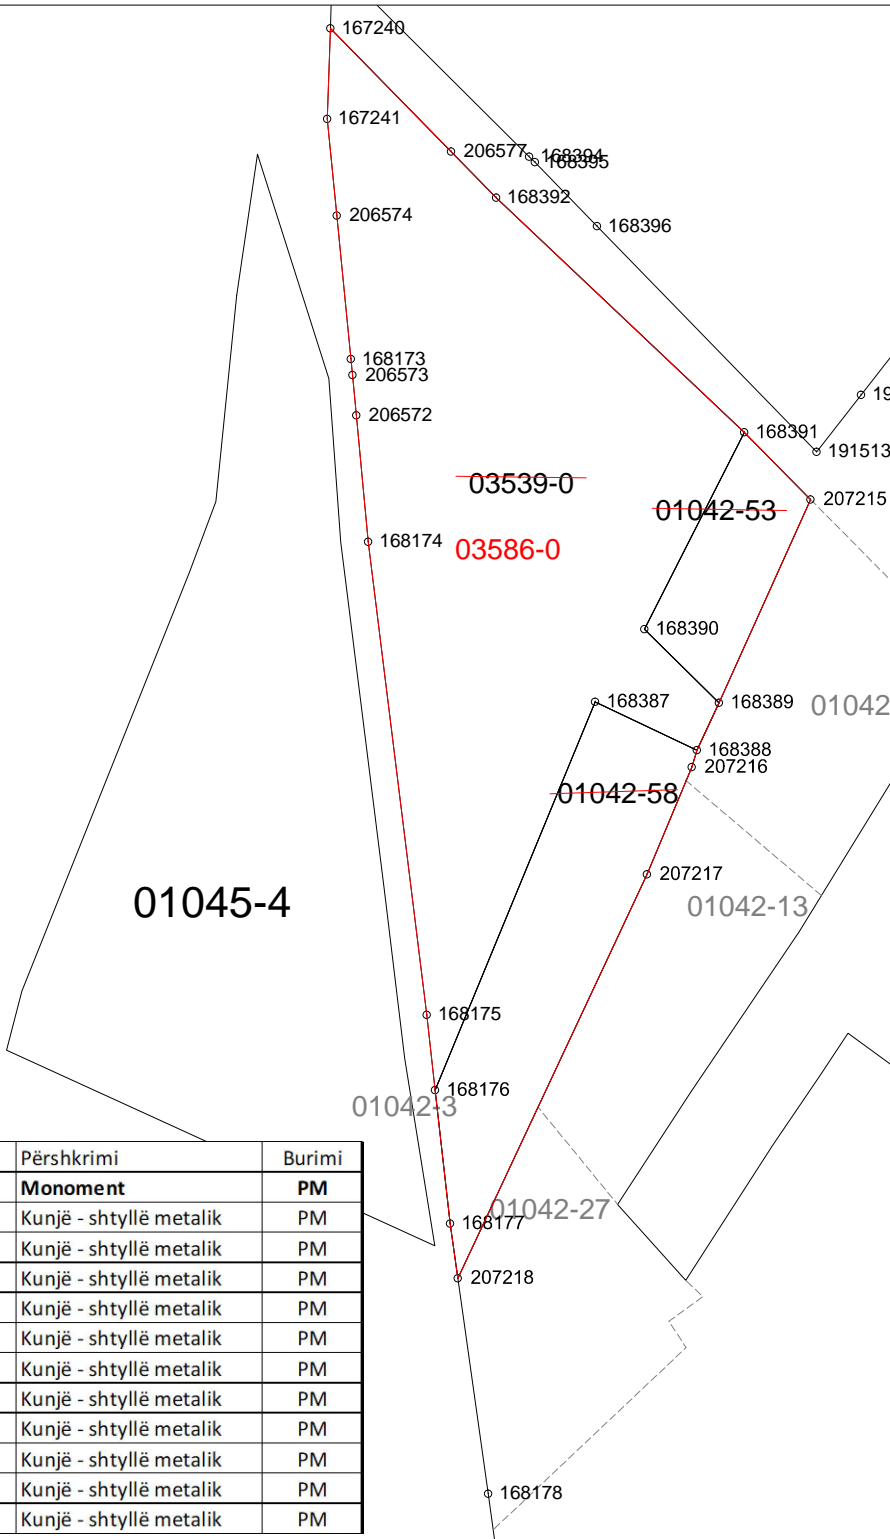 167240
167241
206577
168394
168395
168392
206574
168396
168173
206573
19
206572
168391
191513
03539-0
01042-53
207215
168174
03586-0
168390
168387
168389
01042
168388
207216
01042-58
207217
01045-4
01042-13
168175
168176
01042-3
Përshkrimi Burimi
Monoment PM
01042-27
Kunjë - shtyllë metalik PM
168177
Kunjë - shtyllë metalik PM
207218
Kunjë - shtyllë metalik PM
Kunjë - shtyllë metalik PM
Kunjë - shtyllë metalik PM
Kunjë - shtyllë metalik PM
Kunjë - shtyllë metalik PM
Kunjë - shtyllë metalik PM
Kunjë - shtyllë metalik PM
Kunjë - shtyllë metalik PM
168178
Kunjë - shtyllë metalik PM